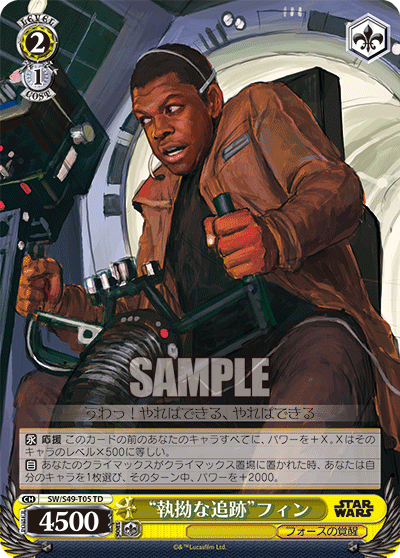 LEVEL
2
1
COST
SAMPLE
うわっ！やればできる、やればできる
永 応援 このカードの前のあなたのキャラすべてに、パワーを＋X。Xはそ
のキャラのレベル×500に等しい。
自 あなたのクライマックスがクライマックス置場に置かれた時、あなたは自
分のキャラを1枚選び、そのターン中、パワーを＋2000。
CH SW/S49-T05 TD
4500
“執拗な追跡”フィン
STAR WARS
フォースの覚醒
©&™Lucasfilm Ltd.